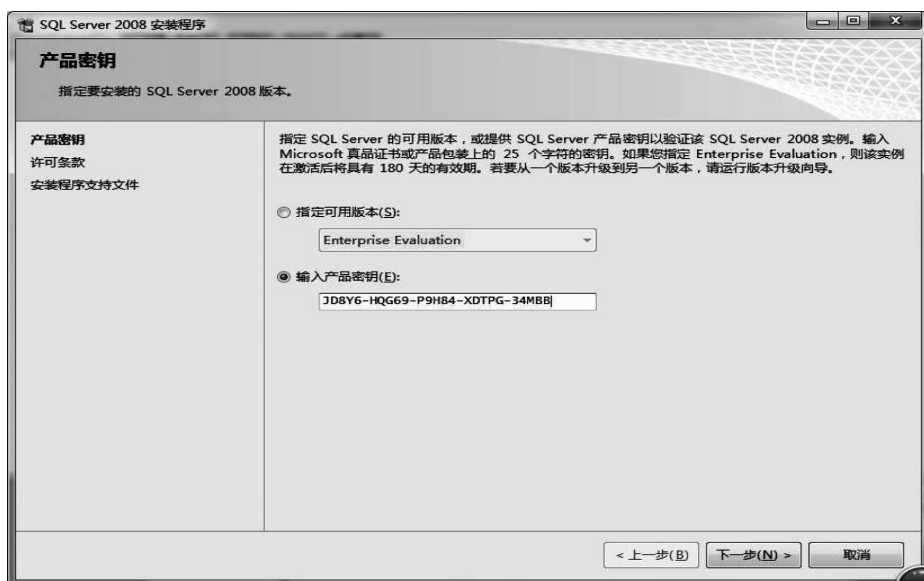 SQL Server 2008 安装程序
产品密钥
指定要安装的 SQL Server 2008 版本。
产品密钥
许可条款
安装程序支持文件
指定 SQL Server 的可用版本，或提供 SQL Server 产品密钥以验证该 SQL Server 2008 实例。输入
Microsoft 真品证书或产品包装上的 25 个字符的密钥。如果您指定 Enterprise Evaluation，则该实例
在激活后将具有 180 天的有效期。若要从一个版本升级到另一个版本，请运行版本升级向导。
指定可用版本(S):
Enterprise Evaluation
输入产品密钥(E):
JD8Y6-HQG69-P9H84-XDTPG-34MBB
< 上一步(B)
下一步(N) >
取消